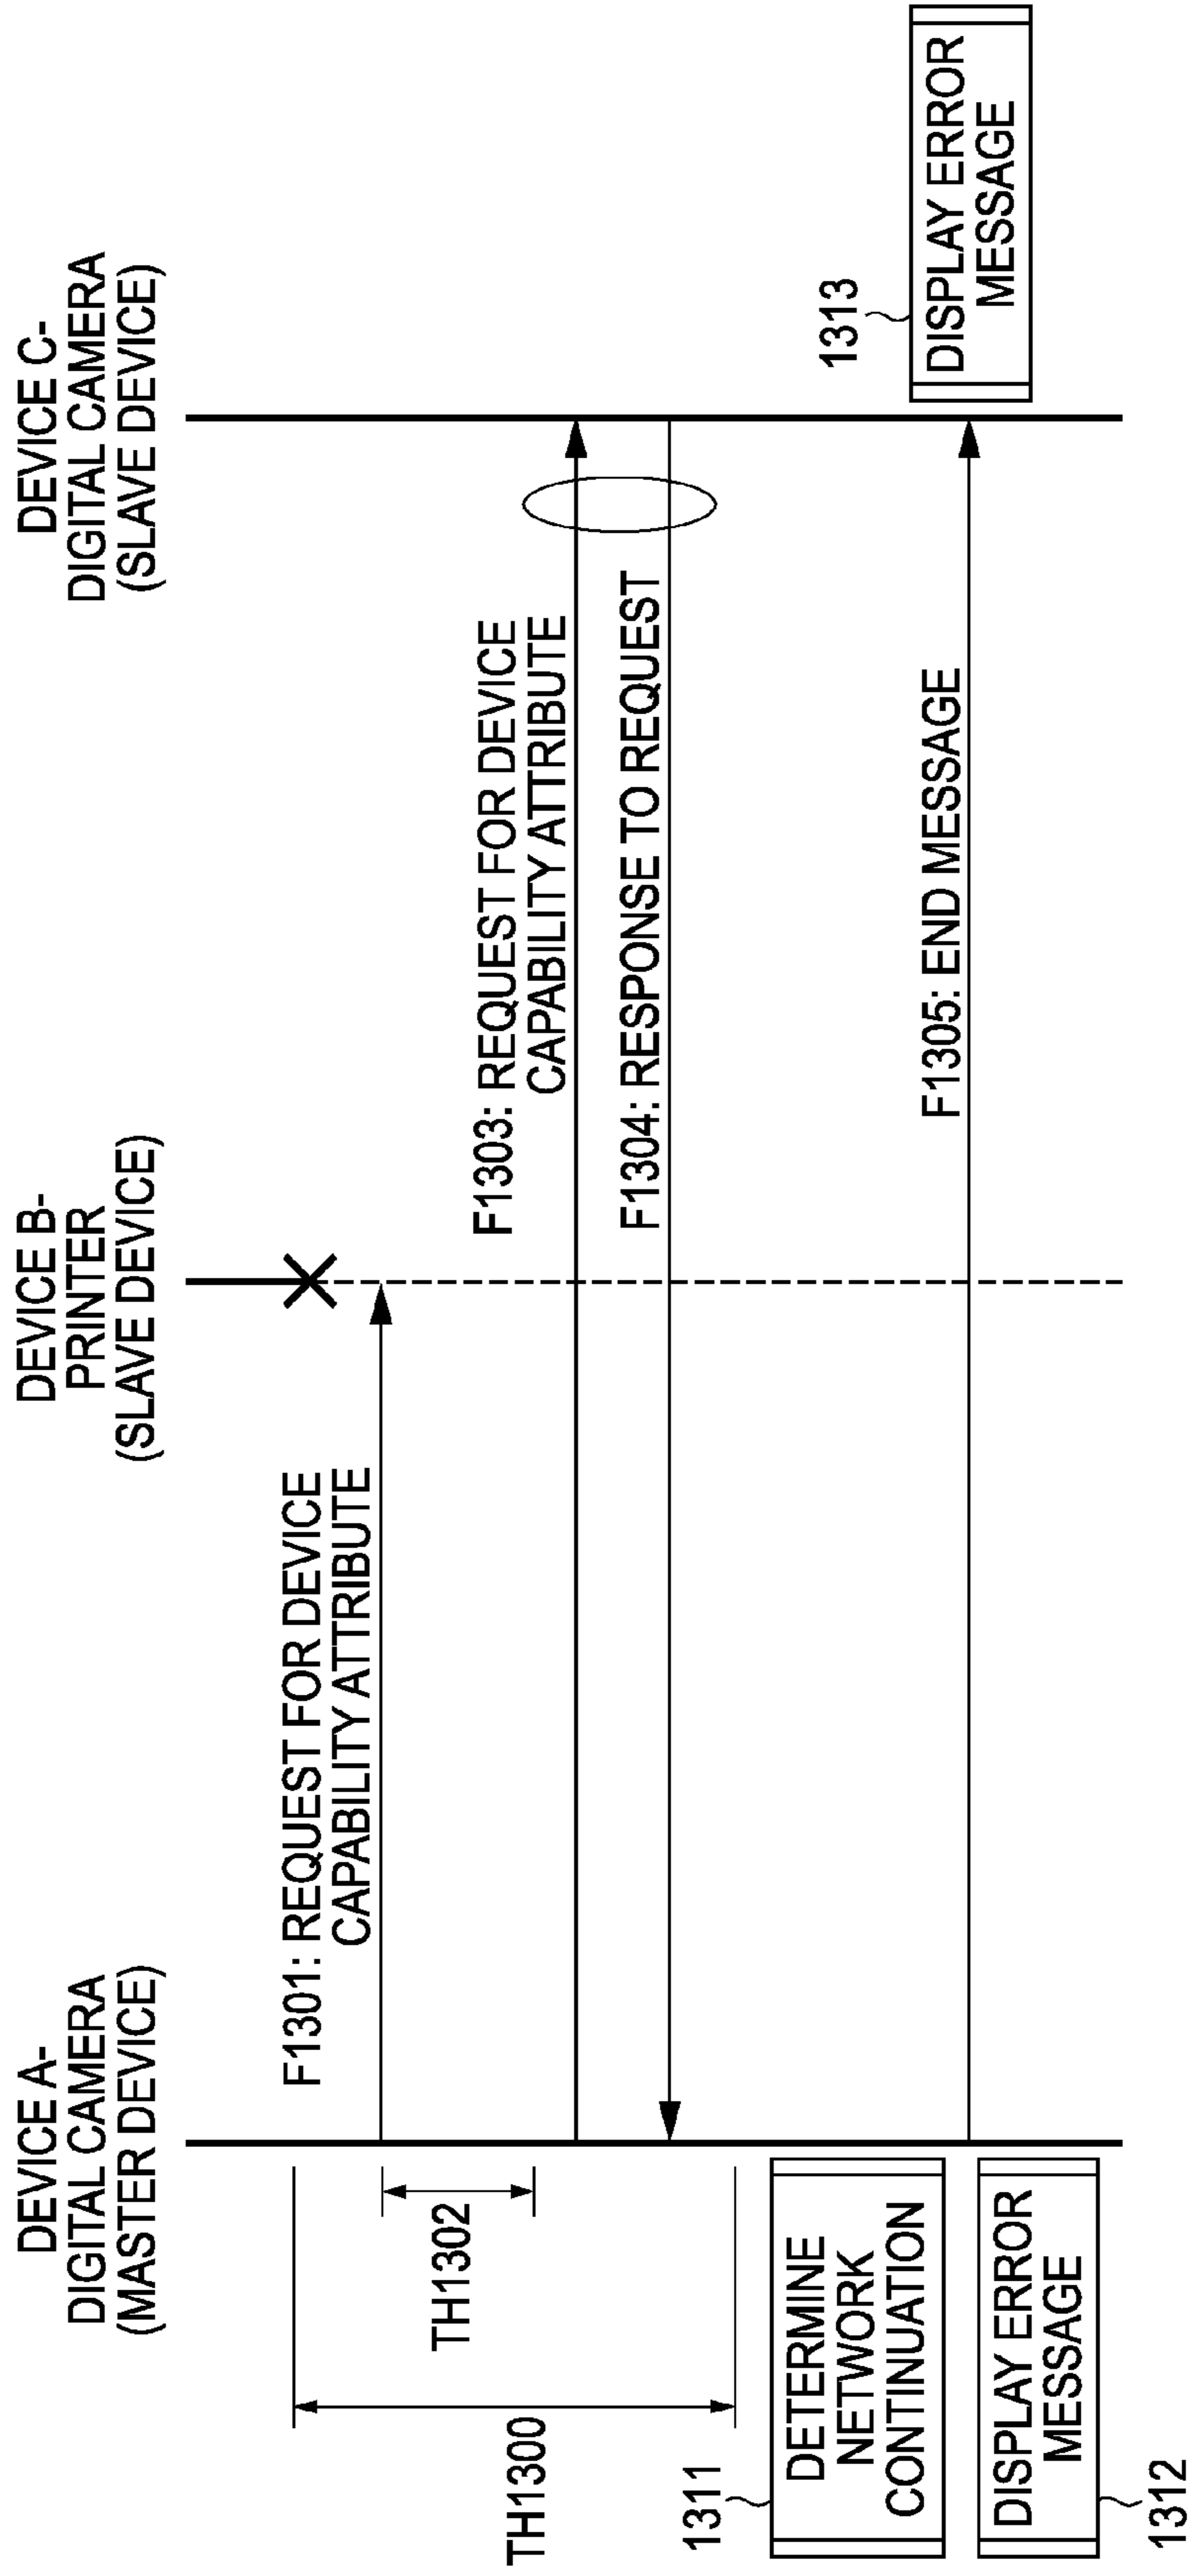 DEVICE A-
DIGITAL CAMERA
(MASTER DEVICE)
DEVICE B-
PRINTER
(SLAVE DEVICE)
DEVICE C-
DIGITAL CAMERA
(SLAVE DEVICE)
F1301: REQUEST FOR DEVICE
CAPABILITY ATTRIBUTE
TH1302
TH1300
F1303: REQUEST FOR DEVICE
CAPABILITY ATTRIBUTE
F1304: RESPONSE TO REQUEST
1311
DETERMINE
NETWORK
CONTINUATION
F1305: END MESSAGE
DISPLAY ERROR
MESSAGE
1312
1313
DISPLAY ERROR
MESSAGE